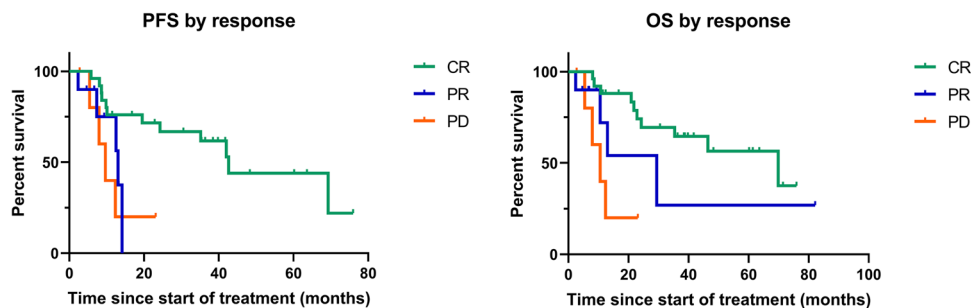 PFS by response
Percent survival
100
50
0
0 20 40 60 80
Time since start of treatment (months)
CR
PR
PD
OS by response
Percent survival
100
50
0
0 20 40 60 80 100
Time since start of treatment (months)
CR
PR
PD